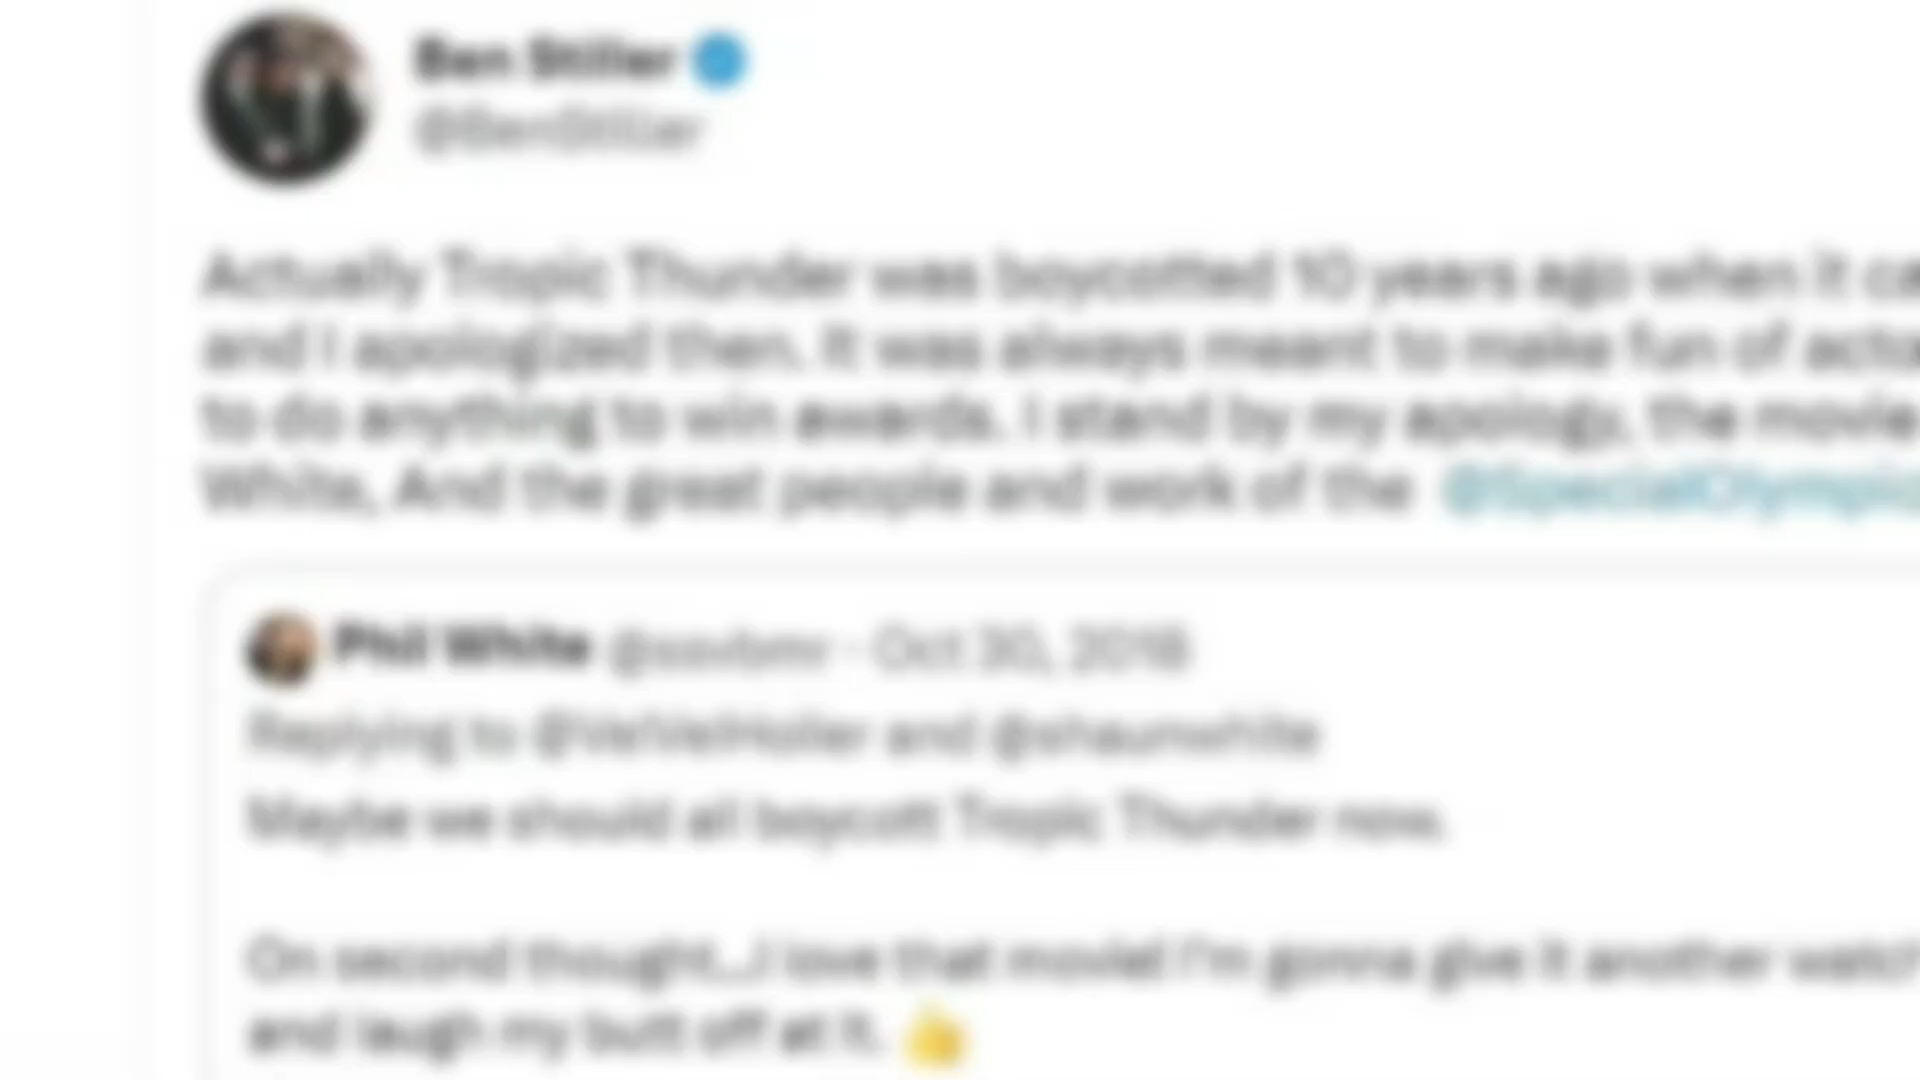 Ben Stiller
@BenStiller
Actually Tropic Thunder was boycotted 10 years ago when it ca
and I apologized then. It was always meant to make fun of acto
to do anything to win awards. I stand by my apology, the movie
White, And the great people and work of the @SpecialOlympic
Phil White · Oct 30, 2018
Replying to and @shaunwhite
Maybe we should all boycott Tropic Thunder now.
On second thought...I love that movie! I'm gonna give it another watch
and laugh my butt off at it. 👍